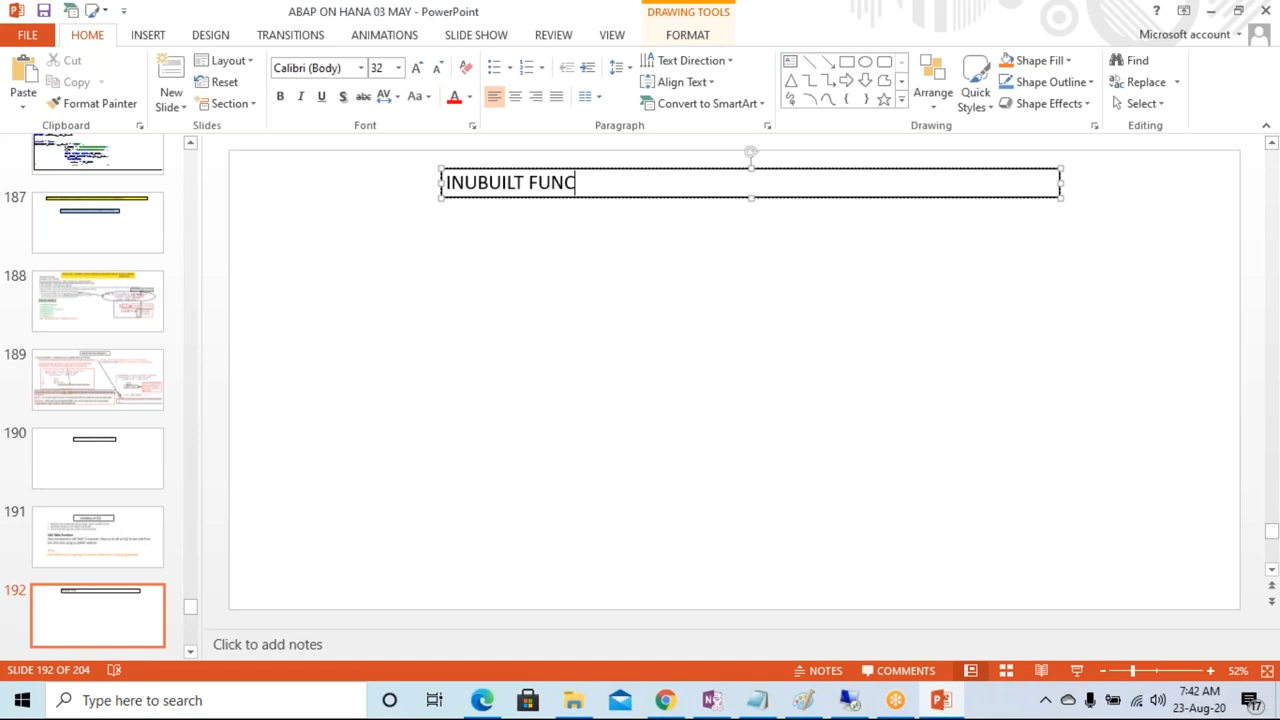 ABAP ON HANA 03 MAY - PowerPoint
DRAWING TOOLS
?
FILE
HOME
INSERT
DESIGN
TRANSITIONS
ANIMATIONS
SLIDE SHOW
REVIEW
VIEW
FORMAT
Microsoft account
Paste
Cut
Copy
Format Painter
Clipboard
New Slide
Layout
Reset
Section
Slides
Calibri (Body)
32
B I U S abc AV Aa A
Font
Text Direction
Align Text
Convert to SmartArt
Paragraph
Arrange
Quick Styles
Shape Fill
Shape Outline
Shape Effects
Drawing
Find
Replace
Select
Editing
187
188
189
190
191
192
INUBUILT FUNC
Click to add notes
SLIDE 192 OF 204
NOTES
COMMENTS
52%
Type here to search
7:42 AM
23-Aug-20
17